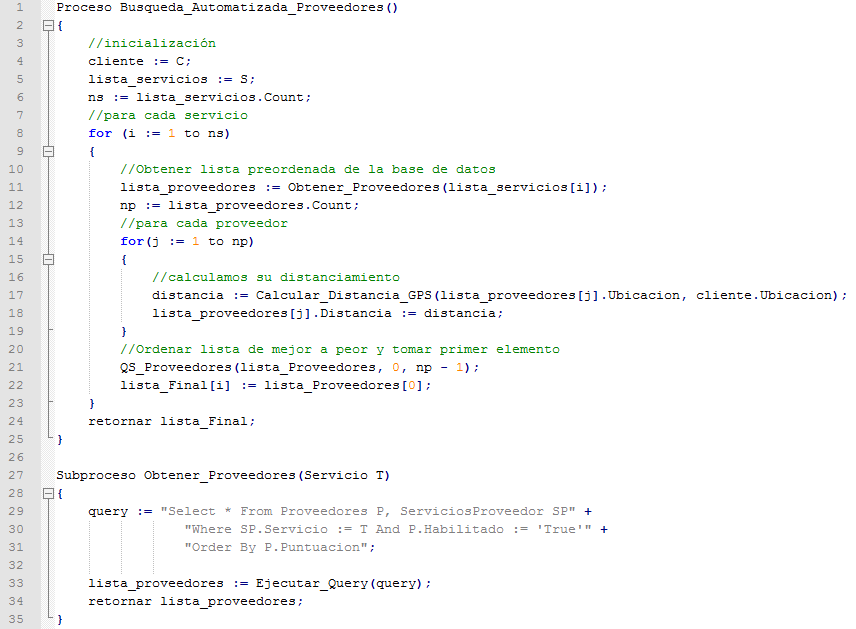 1 Proceso Busqueda_Automatizada_Proveedores()
2 {
3 //inicialización
4 cliente := C;
5 lista_servicios := S;
6 ns := lista_servicios.Count;
7 //para cada servicio
8 for (i := 1 to ns)
9 {
10 //Obtener lista preordenada de la base de datos
11 lista_proveedores := Obtener_Proveedores(lista_servicios[i]);
12 np := lista_proveedores.Count;
13 //para cada proveedor
14 for(j := 1 to np)
15 {
16 //calculamos su distanciamiento
17 distancia := Calcular_Distancia_GPS(lista_proveedores[j].Ubicacion, cliente.Ubicacion);
18 lista_proveedores[j].Distancia := distancia;
19 }
20 //Ordenar lista de mejor a peor y tomar primer elemento
21 QS_Proveedores(lista_Proveedores, 0, np - 1);
22 lista_Final[i] := lista_Proveedores[0];
23 }
24 retornar lista_Final;
25 }
26
27 Subproceso Obtener_Proveedores(Servicio T)
28 {
29 query := "Select * From Proveedores P, ServiciosProveedor SP" +
30 "Where SP.Servicio := T And P.Habilitado := 'True'" +
31 "Order By P.Puntuacion";
32
33 lista_proveedores := Ejecutar_Query(query);
34 retornar lista_proveedores;
35 }